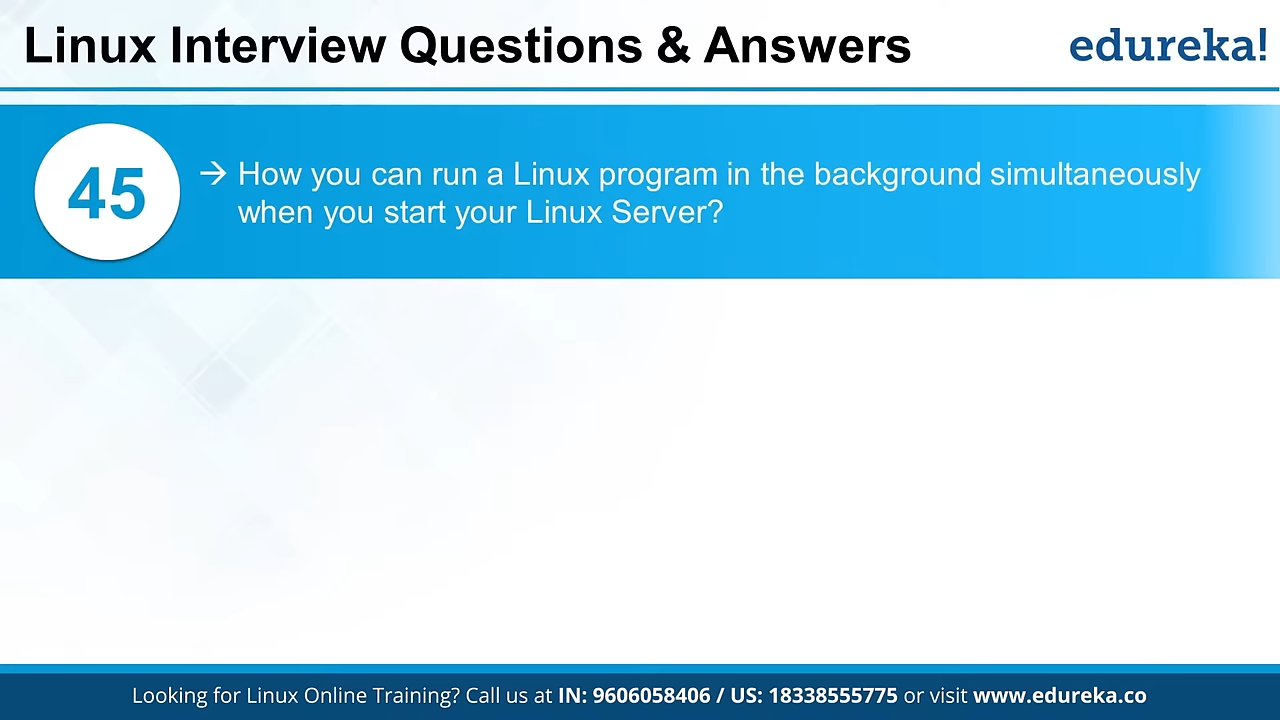 Linux Interview Questions & Answers
edureka!
45
→ How you can run a Linux program in the background simultaneously
when you start your Linux Server?
Looking for Linux Online Training? Call us at IN: 9606058406 / US: 18338555775 or visit www.edureka.co